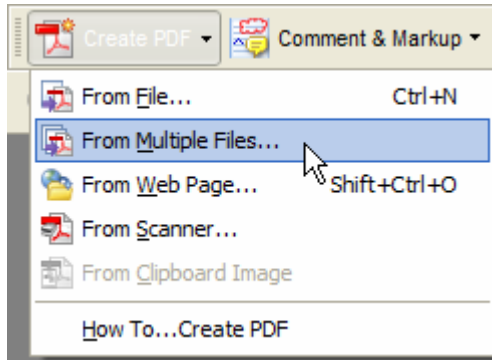 Create PDF Comment & Markup
From File... Ctrl+N
From Multiple Files...
From Web Page... Shift+Ctrl+O
From Scanner...
From Clipboard Image
How To...Create PDF